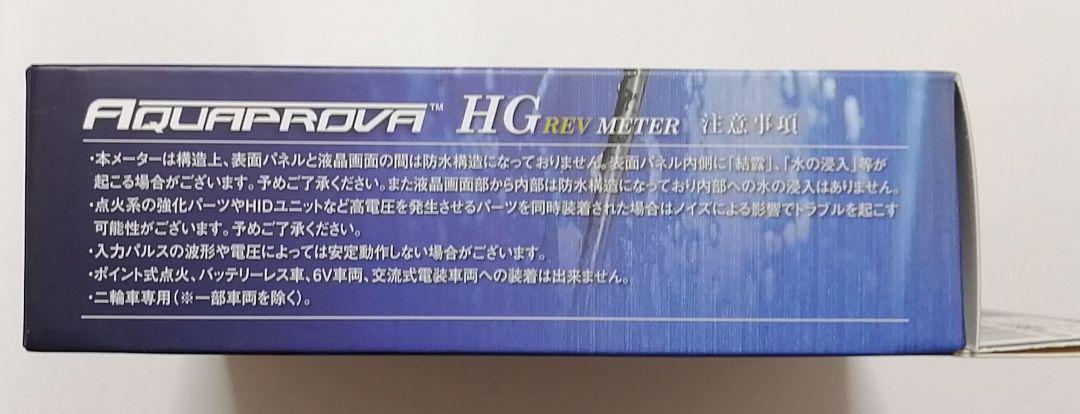 AQUAPROVA™ HG REV METER 注意事項
・本メーターは構造上、表面パネルと液晶画面の間は防水構造になっておりません。表面パネル内側に「結露」、「水の浸入」等が
起こる場合がございます。予めご了承ください。また液晶画面部から内部は防水構造になっており内部への水の浸入はありません。
・点火系の強化パーツやHIDユニットなど高電圧を発生させるパーツを同時装着された場合はノイズによる影響でトラブルを起こす
可能性がございます。予めご了承ください。
・入力パルスの波形や電圧によっては安定動作しない場合がございます。
・ポイント式点火、バッテリーレス車、6V車両、交流式電装車両への装着は出来ません。
・二輪車専用(※一部車両を除く)。